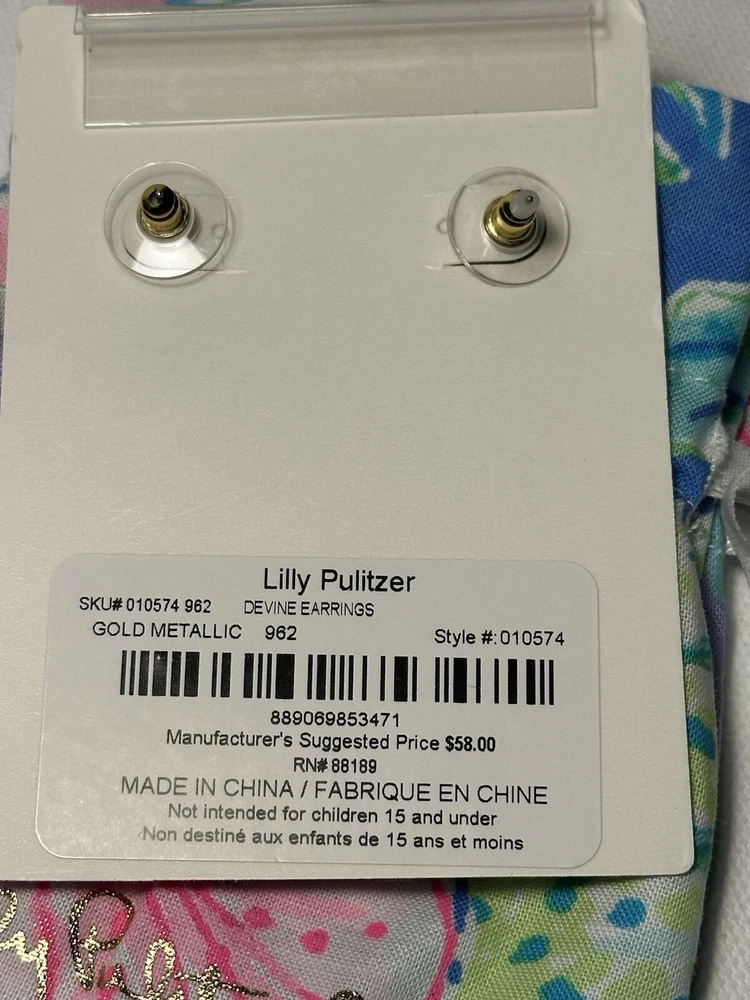 Lilly Pulitzer
SKU# 010574 962 DEVINE EARRINGS
GOLD METALLIC 962 Style #: 010574
889069853471
Manufacturer's Suggested Price $58.00
RN# 88189
MADE IN CHINA / FABRIQUE EN CHINE
Not intended for children 15 and under
Non destiné aux enfants de 15 ans et moins